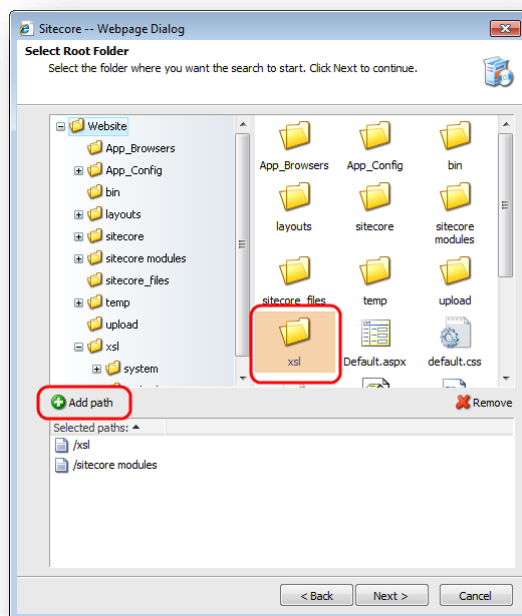 Sitecore -- Webpage Dialog
Select Root Folder
Select the folder where you want the search to start. Click Next to continue.
Website
App_Browsers
App_Config
bin
layouts
sitecore
sitecore modules
sitecore_files
temp
upload
xsl
system
App_Browsers App_Config bin
layouts sitecore sitecore
modules
sitecore_files temp upload
xsl Default.aspx default.css
Add path Remove
Selected paths:
/xsl
/sitecore modules
< Back Next > Cancel